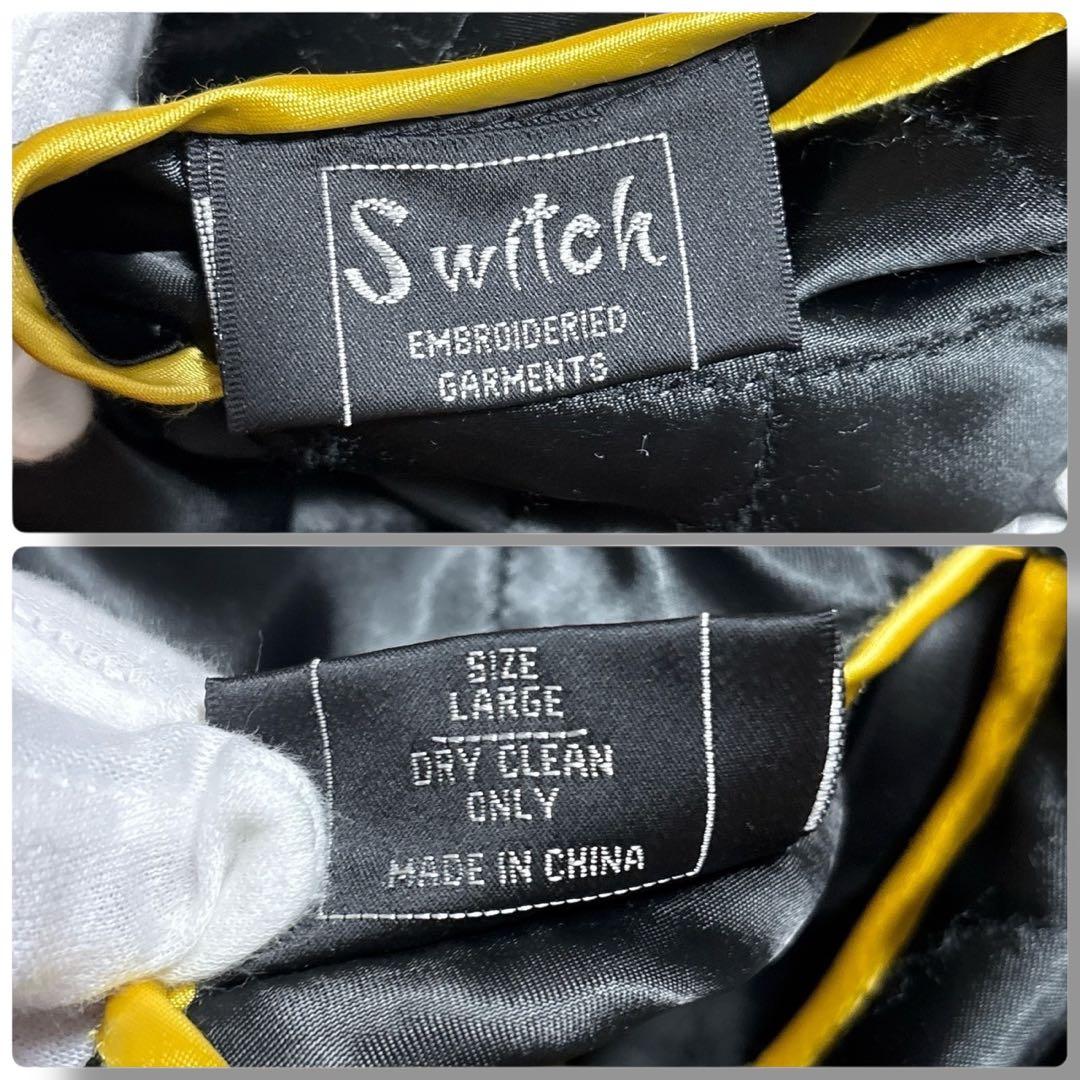 Switch
EMBROIDERIED
GARMENTS
SIZE
LARGE
DRY CLEAN
ONLY
MADE IN CHINA